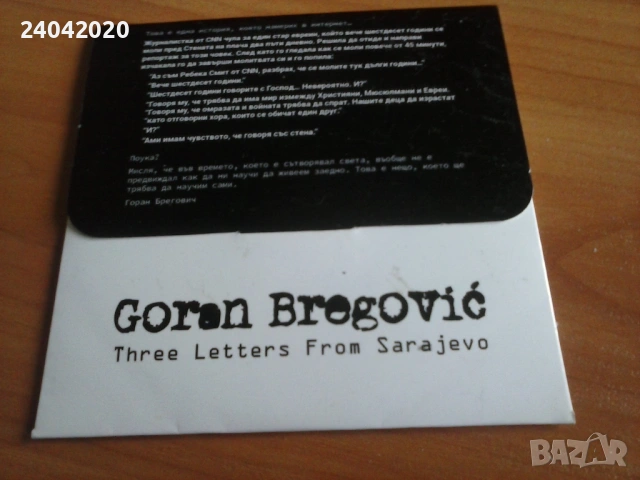 24042020
Това е една история, която намерих в интернет…
Журналистка от CNN чула за един стар евреин, който вече шестдесет години се
моли пред Стената на плача два пъти дневно. Решила да отиде и направи
репортаж за този човек. След като го гледала как се моли повече от 45 минути,
изчакала го да завърши молитвата си и го попитала:
"Аз съм Ребека Смит от CNN, разбрах, че се молите тук дълги години…"
"Вече шестдесет години."
"Шестдесет години говорите с Господ... Невероятно. И?"
"Говоря му, че трябва да има мир измежду Християни, Мюсюлмани и Евреи.
"Говоря му, че омразата и войната трябва да спрат. Нашите деца да израстат
"като отговорни хора, които се обичат един друг."
"И?"
"Ами имам чувството, че говоря със стена."
Поука?
Мисля, че във времето, което е сътворявал света, въобще не е
предвиждал как да ни научи да живеем заедно. Това е нещо, което ще
трябва да научим сами.
Горан Брегович
Goran Bregović
Three Letters From Sarajevo
BAZAR